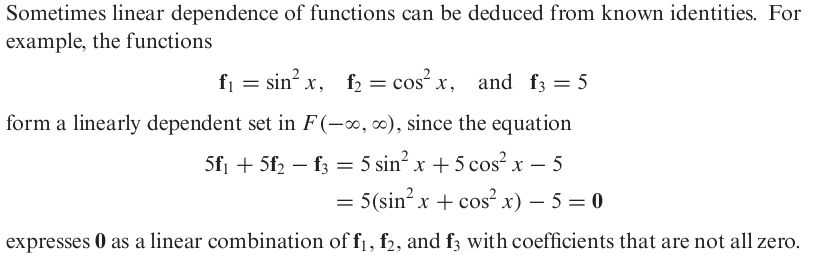 Sometimes linear dependence of functions can be deduced from known identities. For
example, the functions
f₁ = sin² x, f₂ = cos² x, and f₃ = 5
form a linearly dependent set in F(−∞, ∞), since the equation
5f₁ + 5f₂ − f₃ = 5 sin² x + 5 cos² x − 5
= 5(sin² x + cos² x) − 5 = 0
expresses 0 as a linear combination of f₁, f₂, and f₃ with coefficients that are not all zero.